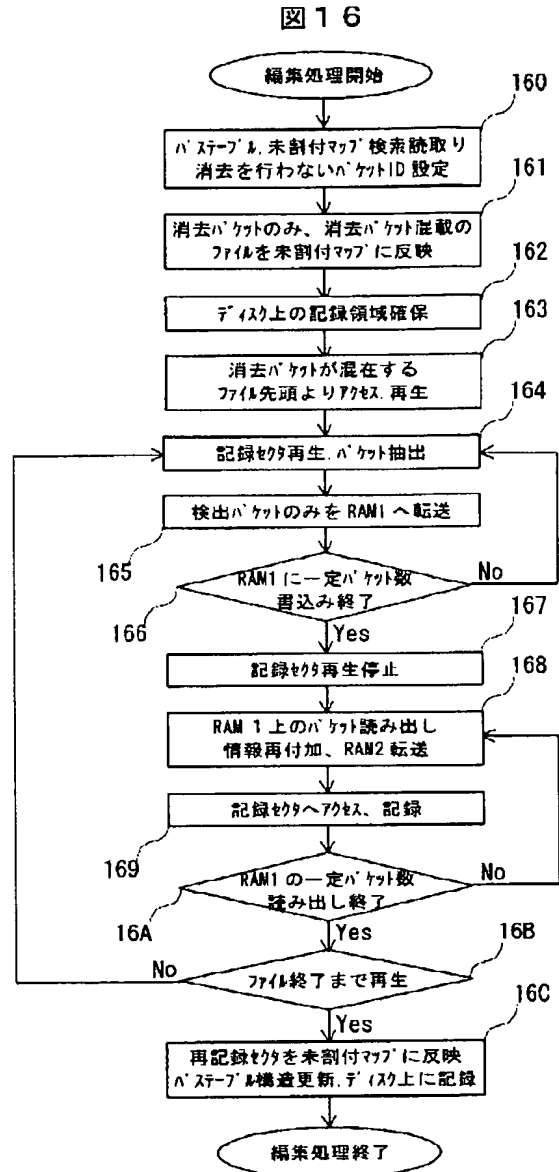 図16
編集処理開始
160
パステーブル,未割付マップ検索読取り
消去を行わないパケットID設定
161
消去パケットのみ、消去パケット混載の
ファイルを未割付マップに反映
162
ディスク上の記録領域確保
163
消去パケットが混在する
ファイル先頭よりアクセス,再生
164
記録セクタ再生,パケット抽出
検出パケットのみをRAM1へ転送
165
RAM1に一定パケット数
書込み終了
No
166
Yes
167
記録セクタ再生停止
168
RAM1上のパケット読み出し
情報再付加、RAM2転送
記録セクタへアクセス、記録
169
RAM1の一定パケット数
読み出し終了
No
16A
Yes
16B
No
ファイル終了まで再生
Yes
16C
再記録セクタを未割付マップに反映
パステーブル構造更新,ディスク上に記録
編集処理終了